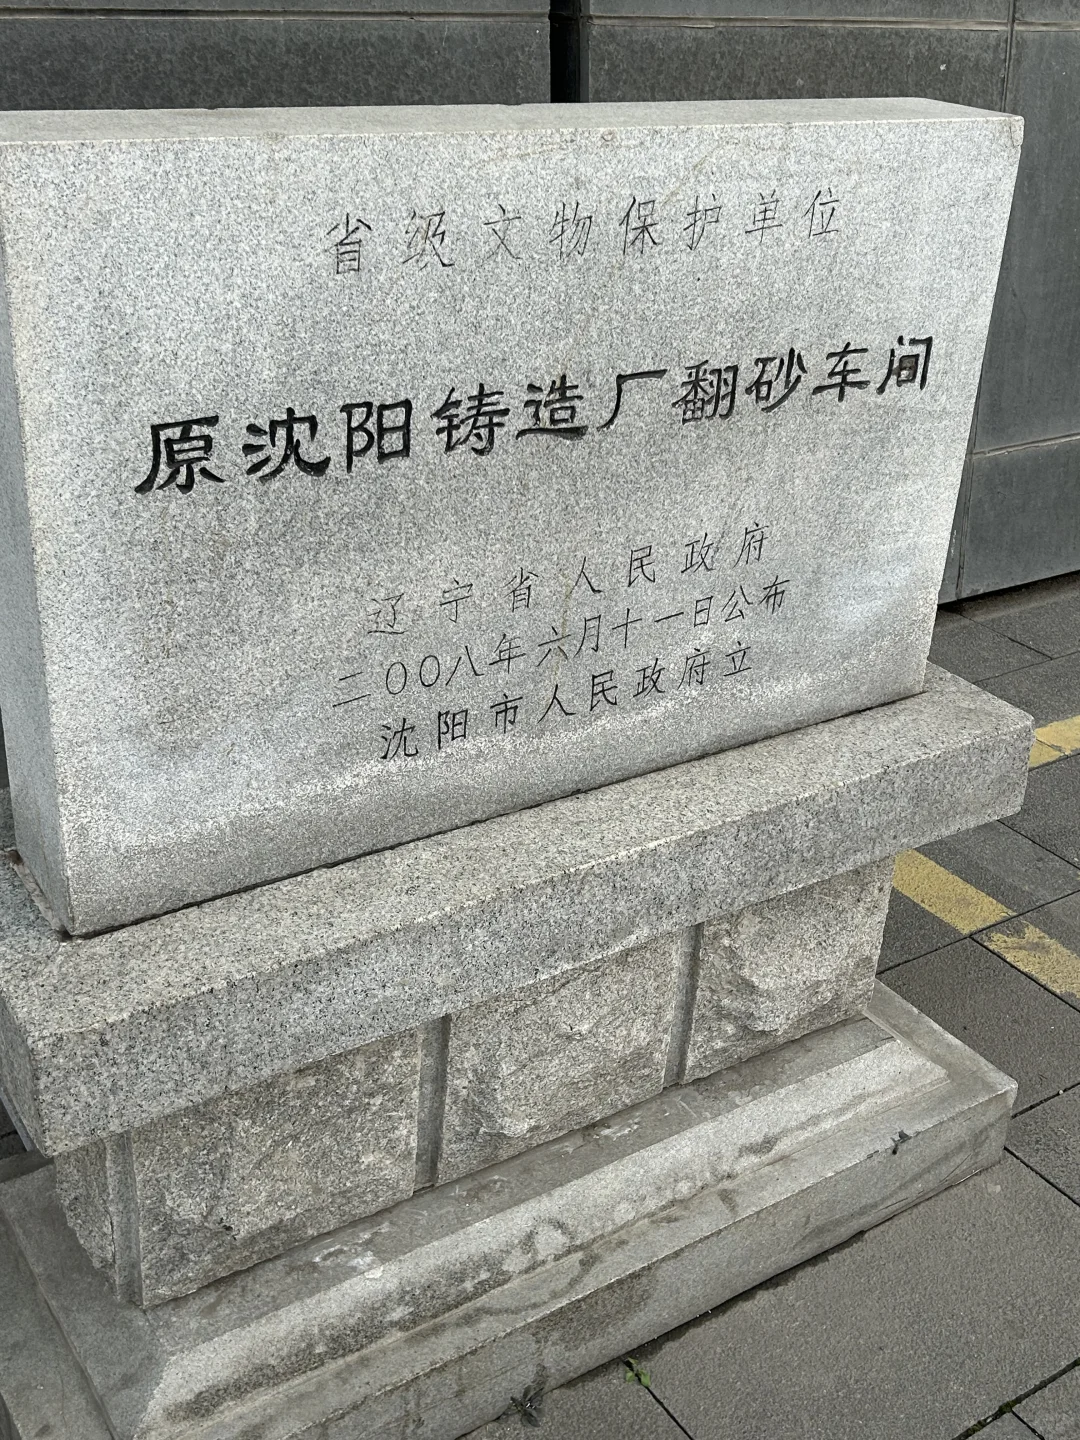 省级文物保护单位
原沈阳铸造厂翻砂车间
辽宁省人民政府
二〇〇八年六月十一日公布
沈阳市人民政府立